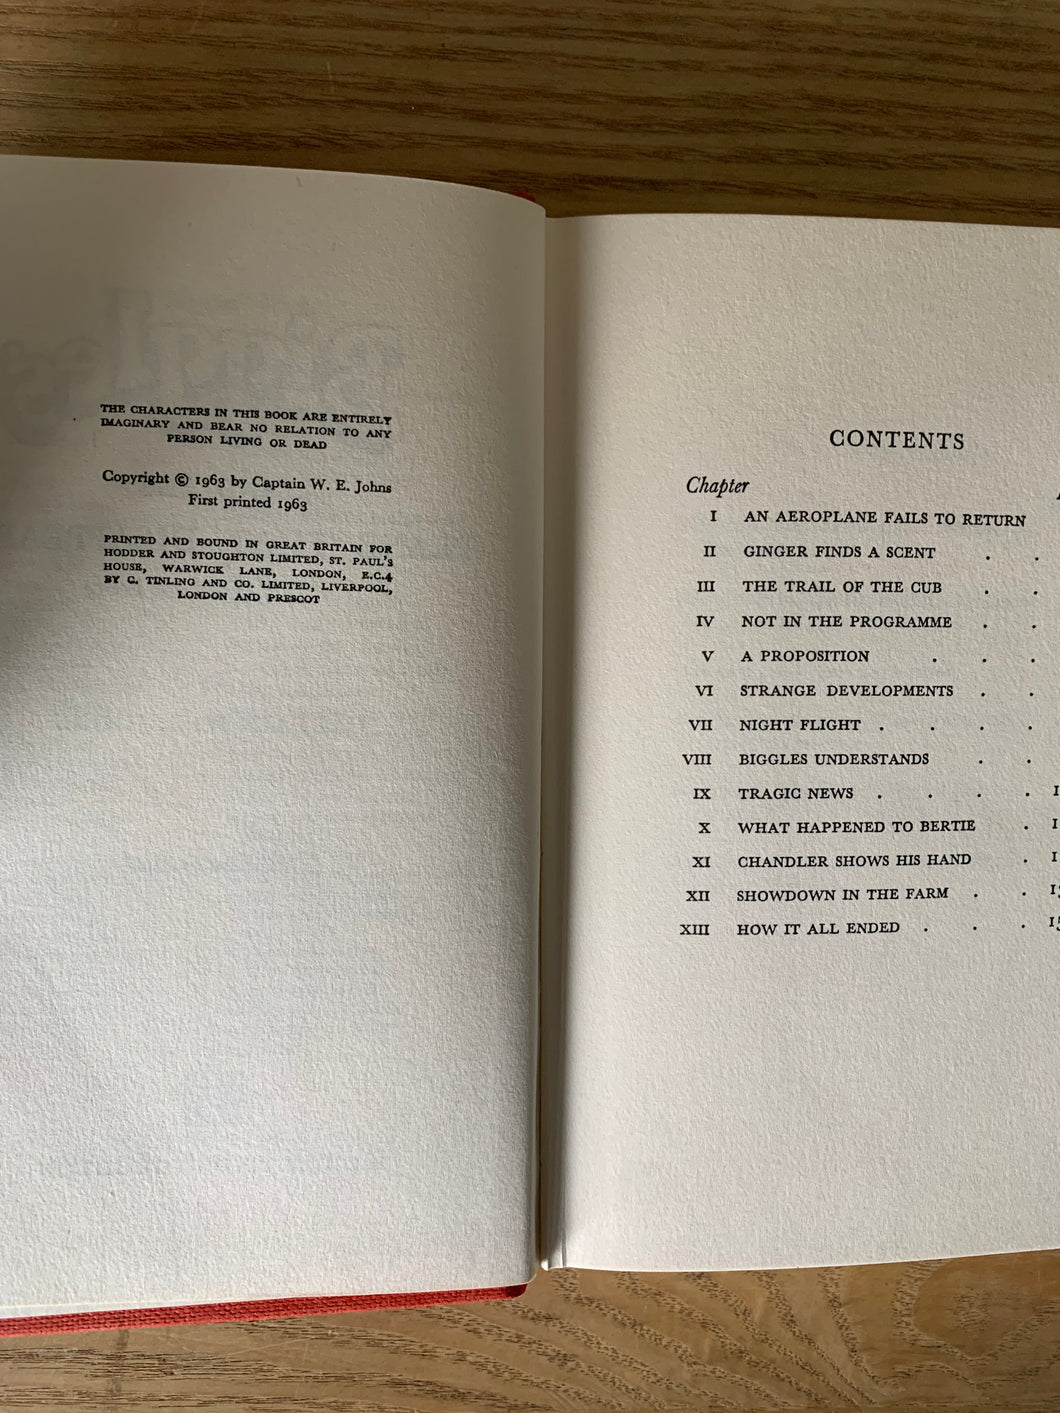 THE CHARACTERS IN THIS BOOK ARE ENTIRELY
IMAGINARY AND BEAR NO RELATION TO ANY
PERSON LIVING OR DEAD
Copyright © 1963 by Captain W. E. Johns
First printed 1963
PRINTED AND BOUND IN GREAT BRITAIN FOR
HODDER AND STOUGHTON LIMITED, ST. PAUL'S
HOUSE, WARWICK LANE, LONDON, E.C.4
BY C. TINLING AND CO. LIMITED, LIVERPOOL,
LONDON AND PRESCOT
CONTENTS
Chapter
I AN AEROPLANE FAILS TO RETURN
II GINGER FINDS A SCENT . .
III THE TRAIL OF THE CUB . .
IV NOT IN THE PROGRAMME . .
V A PROPOSITION . . .
VI STRANGE DEVELOPMENTS . .
VII NIGHT FLIGHT . . . .
VIII BIGGLES UNDERSTANDS . .
IX TRAGIC NEWS . . . .
X WHAT HAPPENED TO BERTIE .
XI CHANDLER SHOWS HIS HAND .
XII SHOWDOWN IN THE FARM . .
XIII HOW IT ALL ENDED . . .